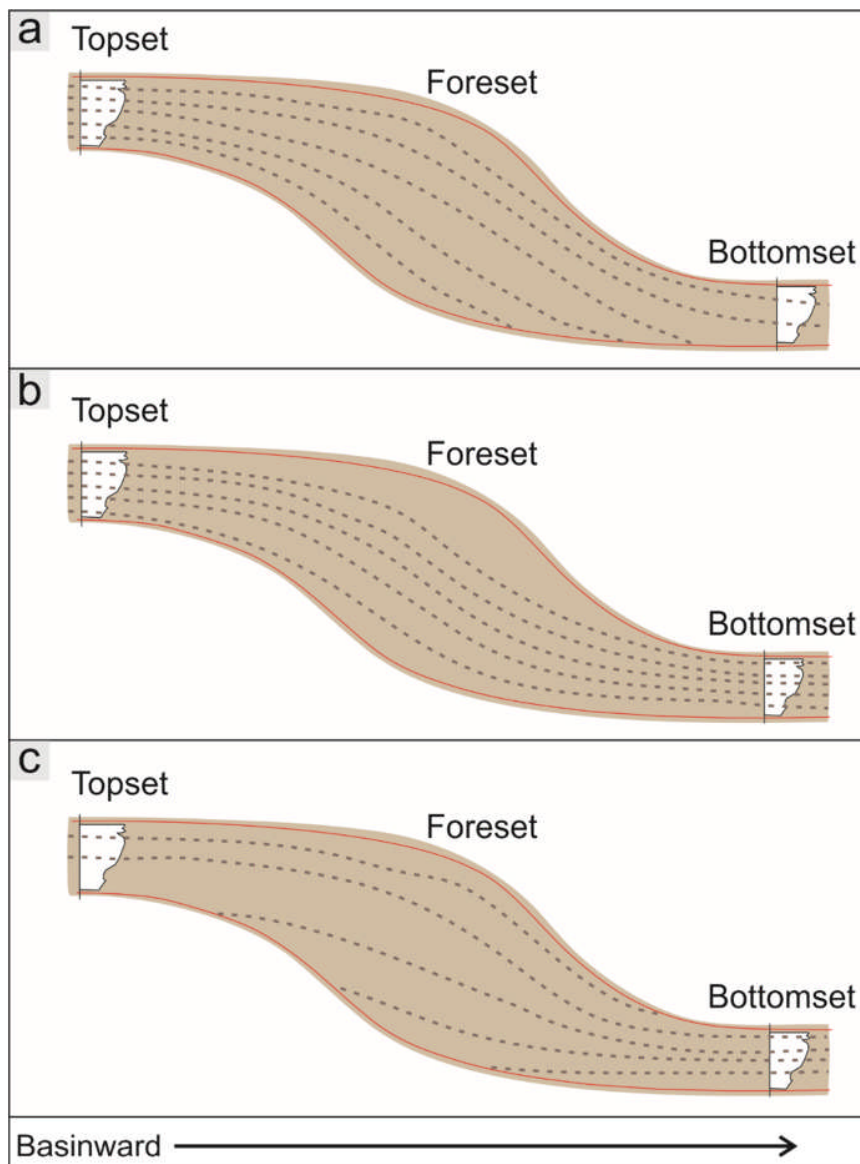 a
Topset
Foreset
Bottomset
b
Topset
Foreset
Bottomset
c
Topset
Foreset
Bottomset
Basinward